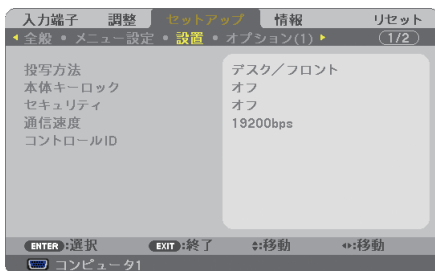 入力端子 調整 セットアップ 情報 リセット
全般 • メニュー設定 • 設置 • オプション(1) 1/2
投写方法 デスク/フロント
本体キーロック オフ
セキュリティ オフ
通信速度 19200bps
コントロールID
ENTER:選択 EXIT:終了 :移動 :移動
コンピュータ1